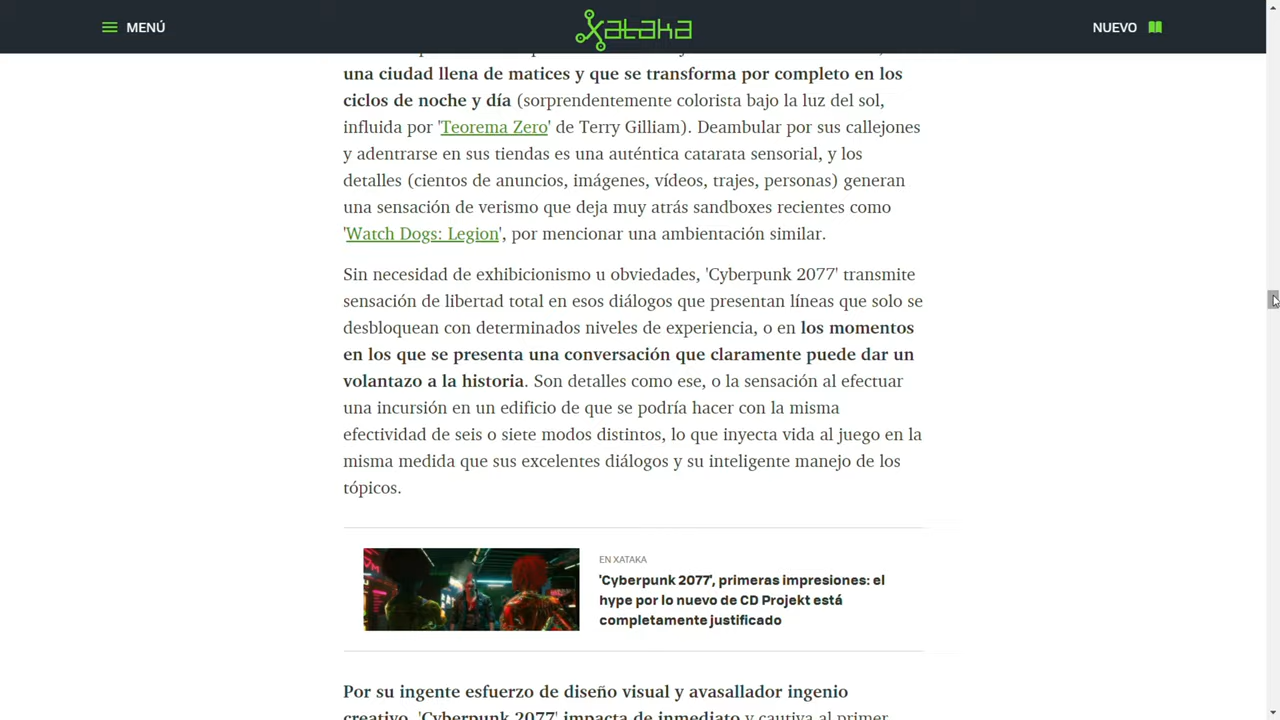 MENÚ
xataka
NUEVO
una ciudad llena de matices y que se transforma por completo en los
ciclos de noche y día (sorprendentemente colorista bajo la luz del sol,
influida por 'Teorema Zero' de Terry Gilliam). Deambular por sus callejones
y adentrarse en sus tiendas es una auténtica catarata sensorial, y los
detalles (cientos de anuncios, imágenes, vídeos, trajes, personas) generan
una sensación de verismo que deja muy atrás sandboxes recientes como
'Watch Dogs: Legion', por mencionar una ambientación similar.
Sin necesidad de exhibicionismo u obviedades, 'Cyberpunk 2077' transmite
sensación de libertad total en esos diálogos que presentan líneas que solo se
desbloquean con determinados niveles de experiencia, o en los momentos
en los que se presenta una conversación que claramente puede dar un
volantazo a la historia. Son detalles como ese, o la sensación al efectuar
una incursión en un edificio de que se podría hacer con la misma
efectividad de seis o siete modos distintos, lo que inyecta vida al juego en la
misma medida que sus excelentes diálogos y su inteligente manejo de los
tópicos.
EN XATAKA
'Cyberpunk 2077', primeras impresiones: el
hype por lo nuevo de CD Projekt está
completamente justificado
Por su ingente esfuerzo de diseño visual y avasallador ingenio
creativo, 'Cyberpunk 2077' impacta de inmediato y cautiva al primer